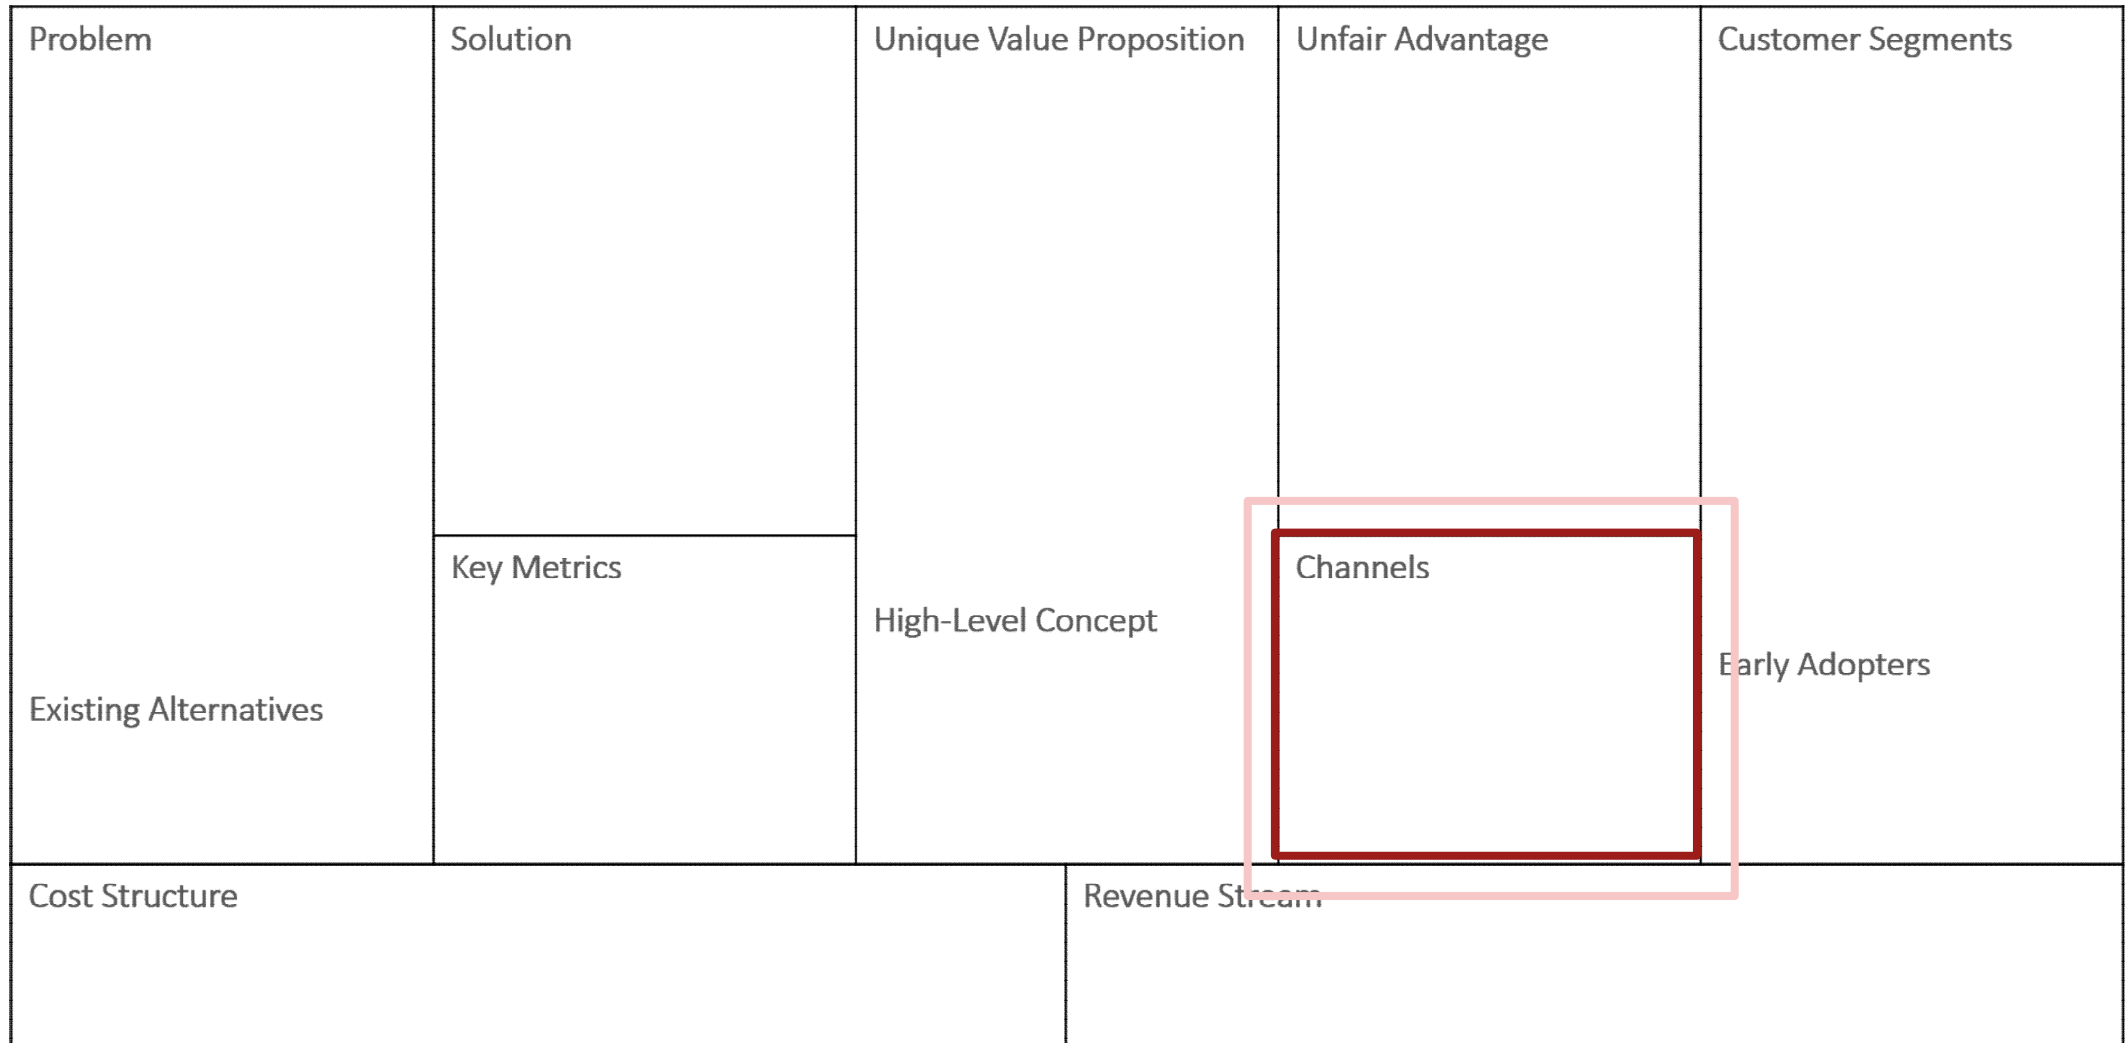 Problem
Existing Alternatives
Solution
Key Metrics
Unique Value Proposition
High-Level Concept
Unfair Advantage
Channels
Customer Segments
Early Adopters
Cost Structure
Revenue Stream